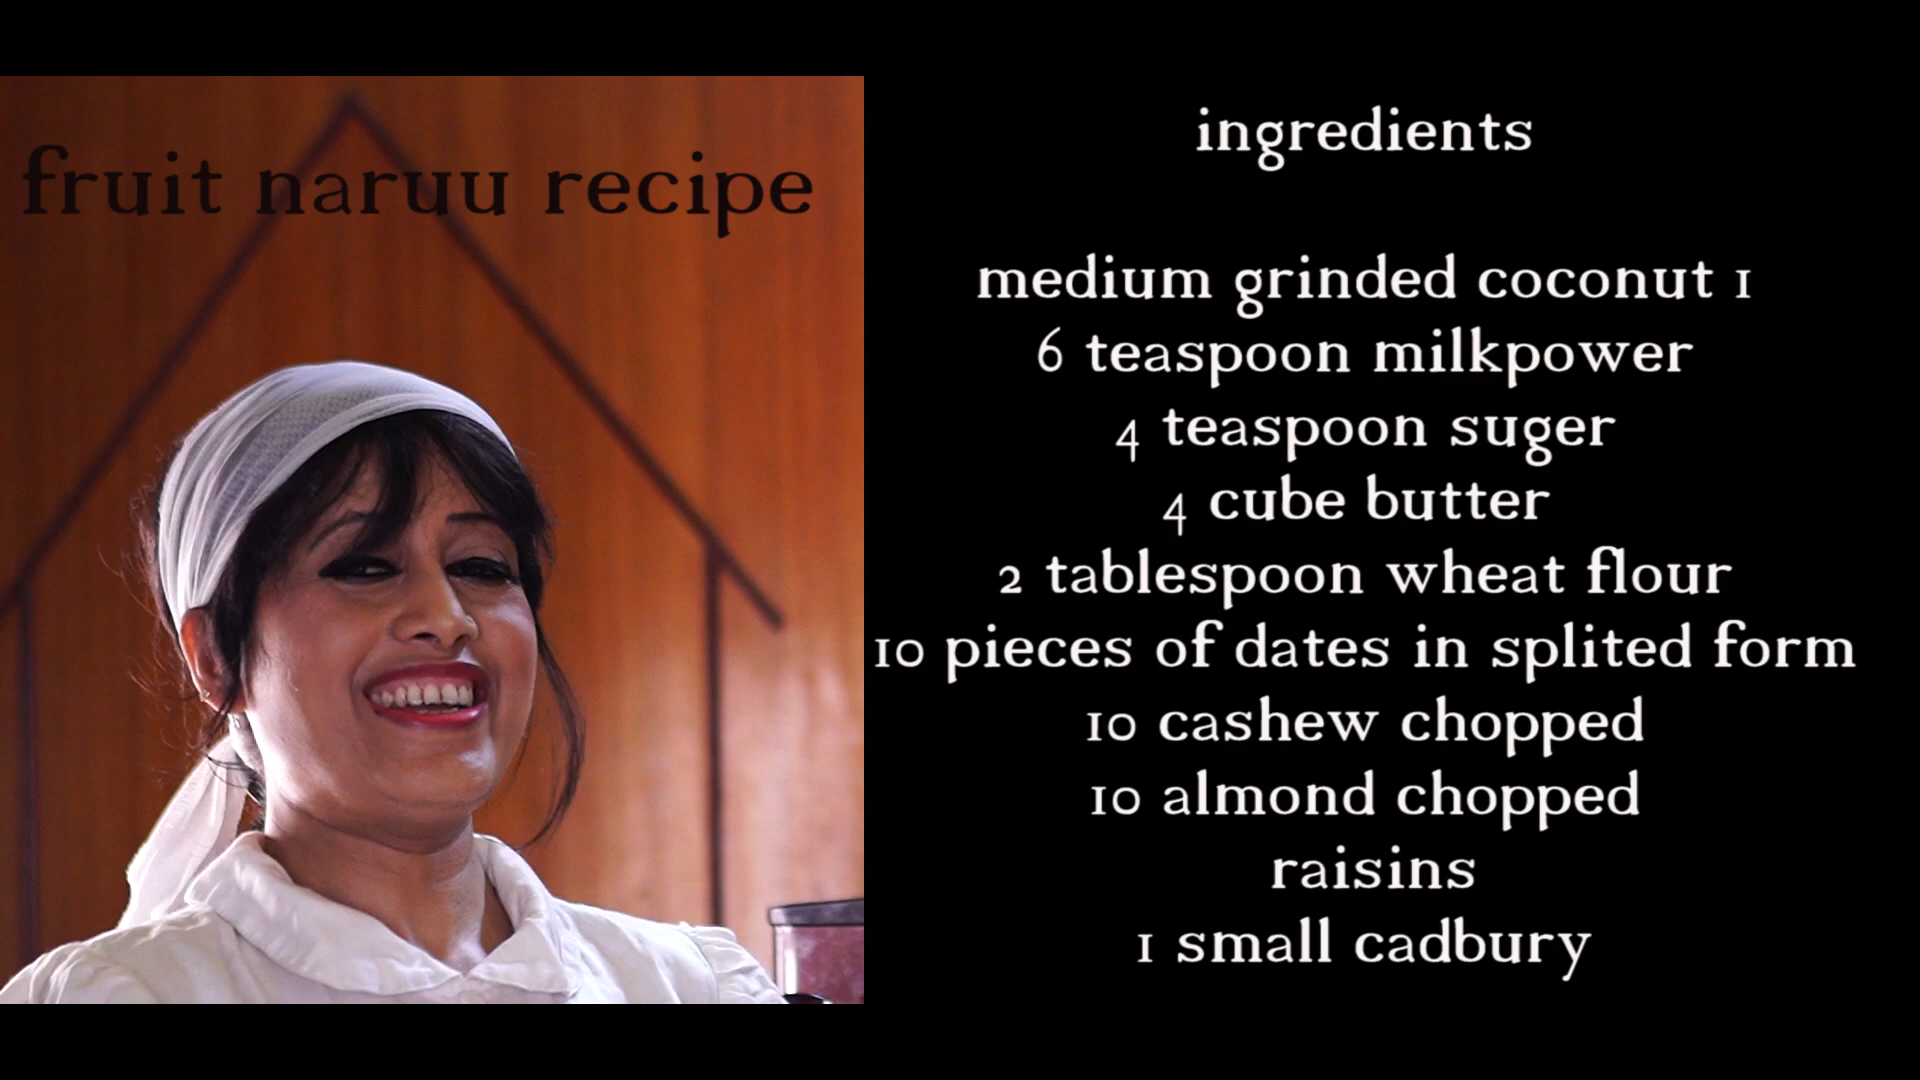 fruit naruu recipe
ingredients
medium grinded coconut 1
6 teaspoon milkpower
4 teaspoon suger
4 cube butter
2 tablespoon wheat flour
10 pieces of dates in splited form
10 cashew chopped
10 almond chopped
raisins
1 small cadbury